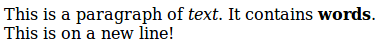 This is a paragraph of text. It contains words.
This is on a new line!